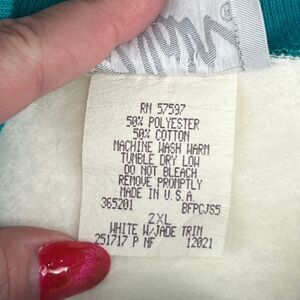 RN 57597
50% POLYESTER
50% COTTON
MACHINE WASH WARM
TUMBLE DRY LOW
DO NOT BLEACH
REMOVE PROMPTLY
MADE IN U.S.A.
365201 BFPCJS5
2XL
WHITE W/JADE TRIM
251717 P NF 12021